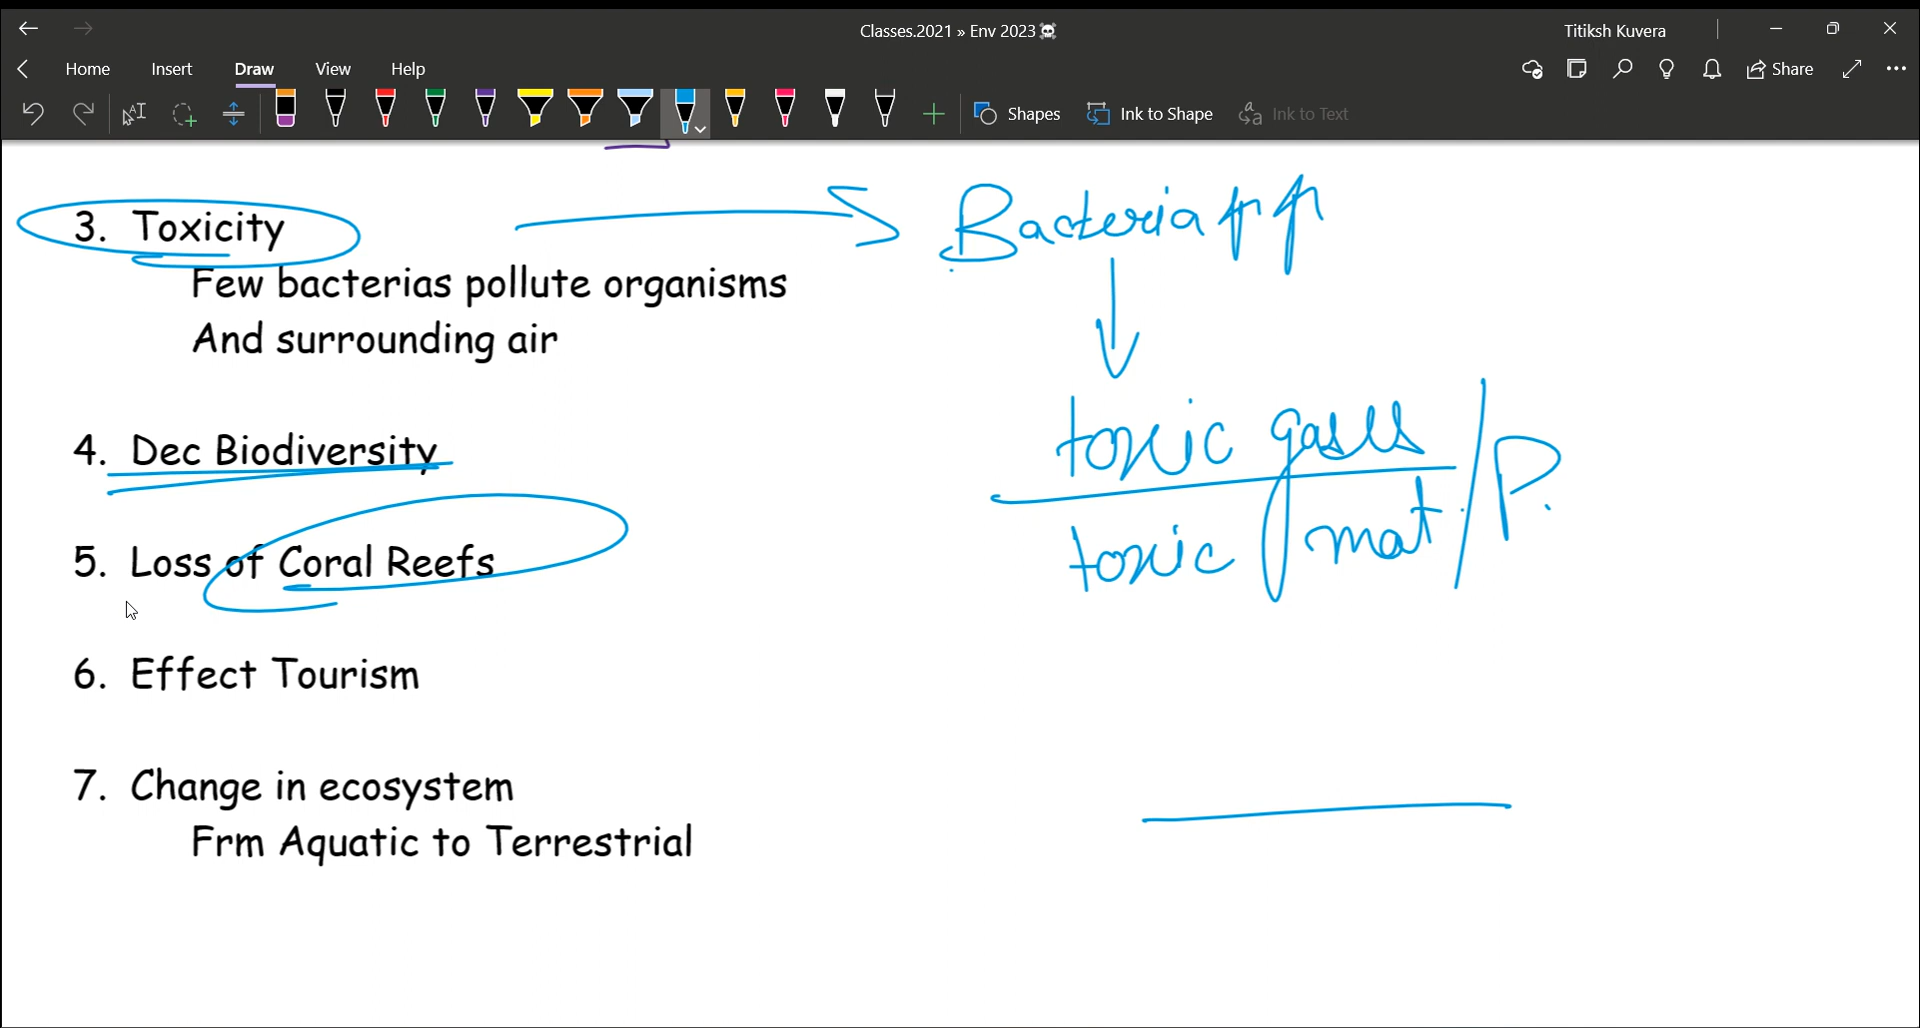 Classes.2021 » Env 2023☠
Titiksh Kuvera
Home Insert Draw View Help
Share
Shapes Ink to Shape Ink to Text
3. Toxicity
Few bacterias pollute organisms
And surrounding air
4. Dec Biodiversity
5. Loss of Coral Reefs
6. Effect Tourism
7. Change in ecosystem
Frm Aquatic to Terrestrial
Bacteria ↑↑
toxic gases / P.
toxic mat.